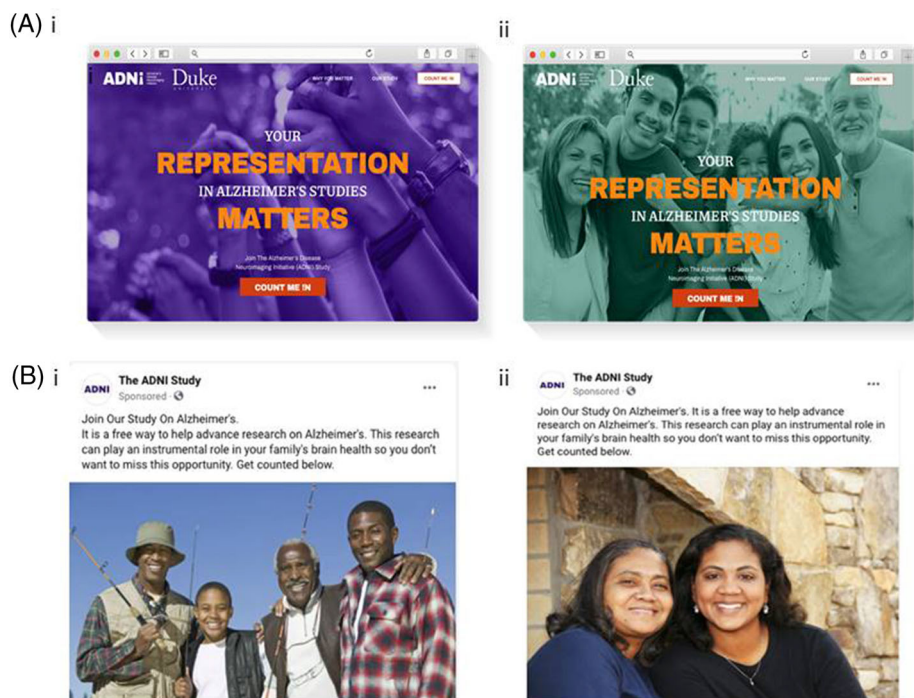 (A) i
ADNI Duke
UNIVERSITY
WHY YOU MATTER OUR STUDY COUNT ME IN
YOUR
REPRESENTATION
IN ALZHEIMER'S STUDIES
MATTERS
Join The Alzheimer's Disease
Neuroimaging Initiative (ADNI) Study
COUNT ME !N
ii
ADNI Duke
WHY YOU MATTER OUR STUDY COUNT ME IN
YOUR
REPRESENTATION
IN ALZHEIMER'S STUDIES
MATTERS
Join The Alzheimer's Disease
Neuroimaging Initiative (ADNI) Study
COUNT ME !N
(B) i
ADNI
The ADNI Study
Sponsored ·
Join Our Study On Alzheimer's.
It is a free way to help advance research on Alzheimer's. This research
can play an instrumental role in your family's brain health so you don't
want to miss this opportunity. Get counted below.
ii
ADNI
The ADNI Study
Sponsored ·
Join Our Study On Alzheimer's. It is a free way to help advance
research on Alzheimer's. This research can play an instrumental role in
your family's brain health so you don't want to miss this opportunity.
Get counted below.